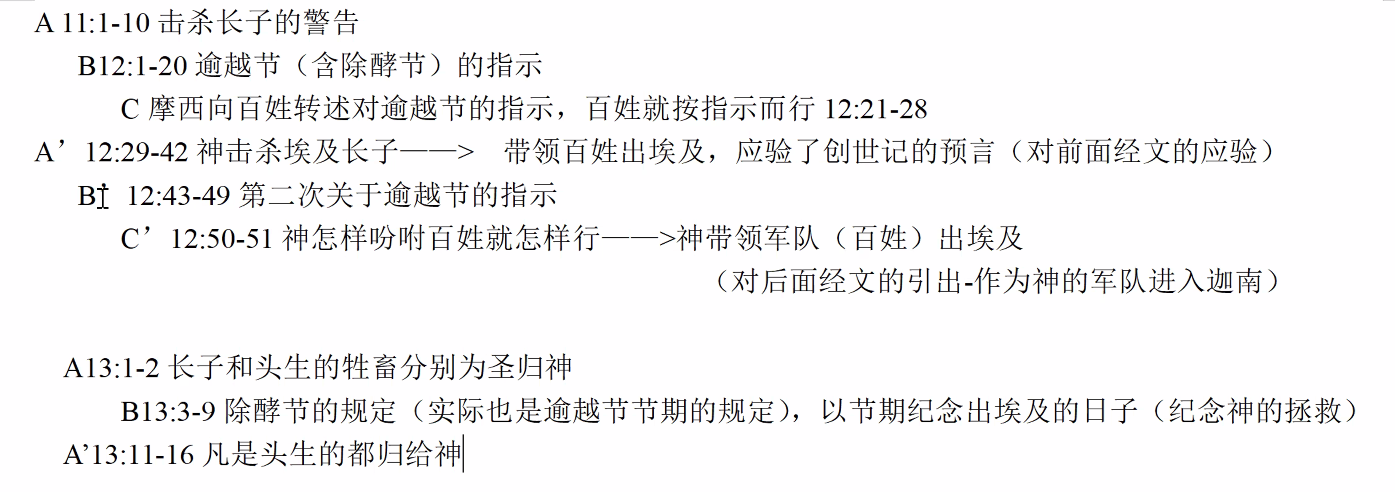 A 11:1-10 击杀长子的警告
B12:1-20 逾越节（含除酵节）的指示
C 摩西向百姓转述对逾越节的指示，百姓就按指示而行 12:21-28
A’ 12:29-42 神击杀埃及长子——> 带领百姓出埃及，应验了创世记的预言（对前面经文的应验）
B’ 12:43-49 第二次关于逾越节的指示
C’ 12:50-51 神怎样吩咐百姓就怎样行——>神带领军队（百姓）出埃及
（对后面经文的引出-作为神的军队进入迦南）
A13:1-2 长子和头生的牲畜分别为圣归神
B13:3-9 除酵节的规定（实际也是逾越节节期的规定），以节期纪念出埃及的日子（纪念神的拯救）
A’13:11-16 凡是头生的都归给神